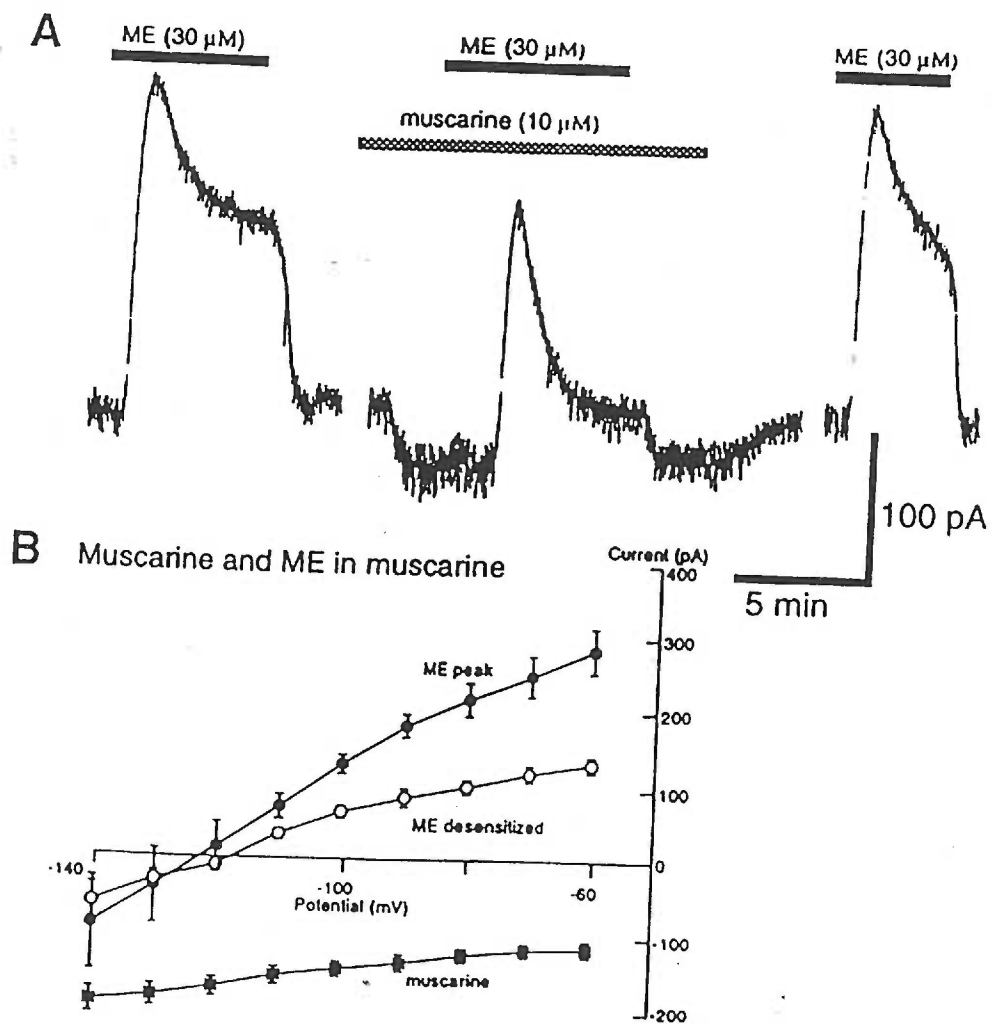 A
ME (30 µM)
ME (30 µM)
ME (30 µM)
muscarine (10 µM)
100 pA
5 min
B
Muscarine and ME in muscarine
Current (pA)
400
300
200
100
0
-100
-200
ME peak
ME desensitized
-140
-100
-60
Potential (mV)
muscarine